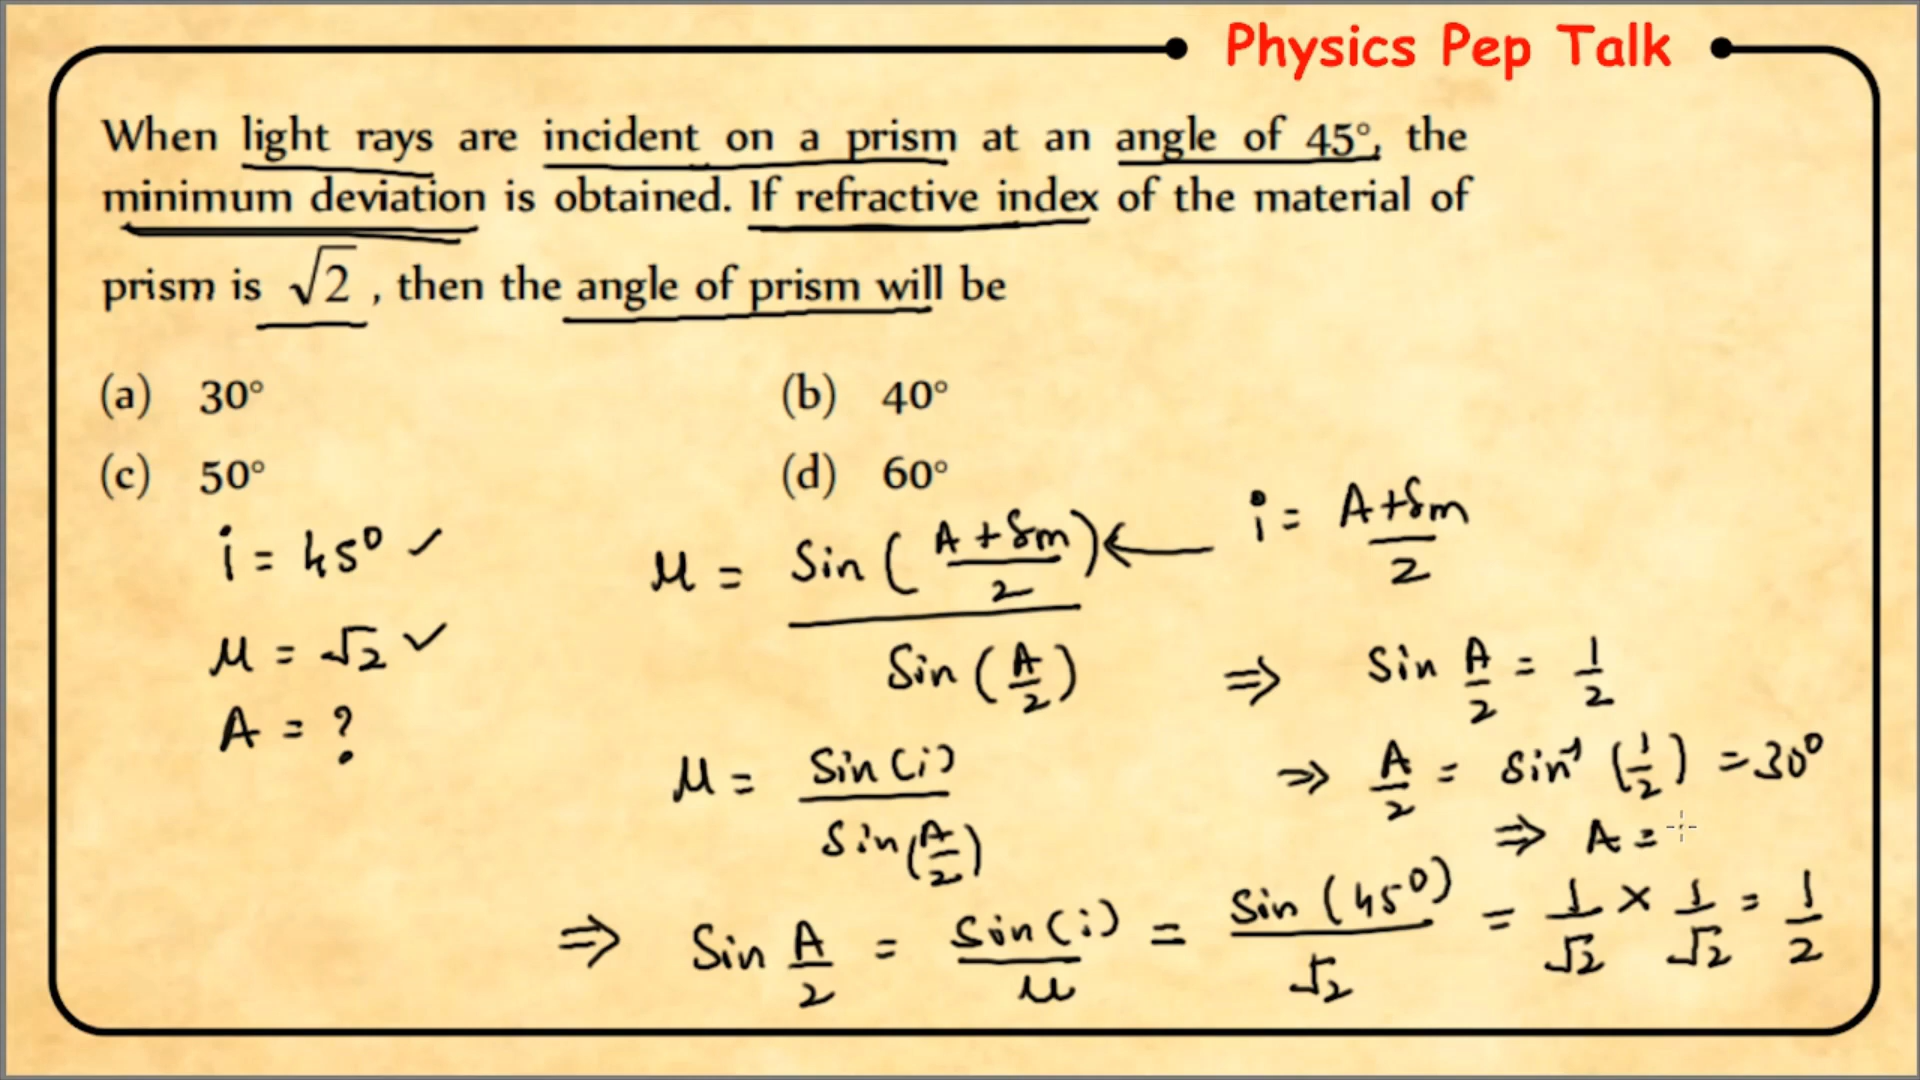 Physics Pep Talk
When light rays are incident on a prism at an angle of 45°, the
minimum deviation is obtained. If refractive index of the material of
prism is √2, then the angle of prism will be
(a) 30° (b) 40°
(c) 50° (d) 60°
i = 45° ✓
μ = √2 ✓
A = ?
μ = Sin((A+δm)/2) / Sin(A/2) ← i = (A+δm)/2
μ = Sin(i) / Sin(A/2)
⇒ Sin A/2 = Sin(i)/μ = Sin(45°)/√2 = 1/√2 × 1/√2 = 1/2
⇒ Sin A/2 = 1/2
⇒ A/2 = Sin⁻¹(1/2) = 30°
⇒ A =